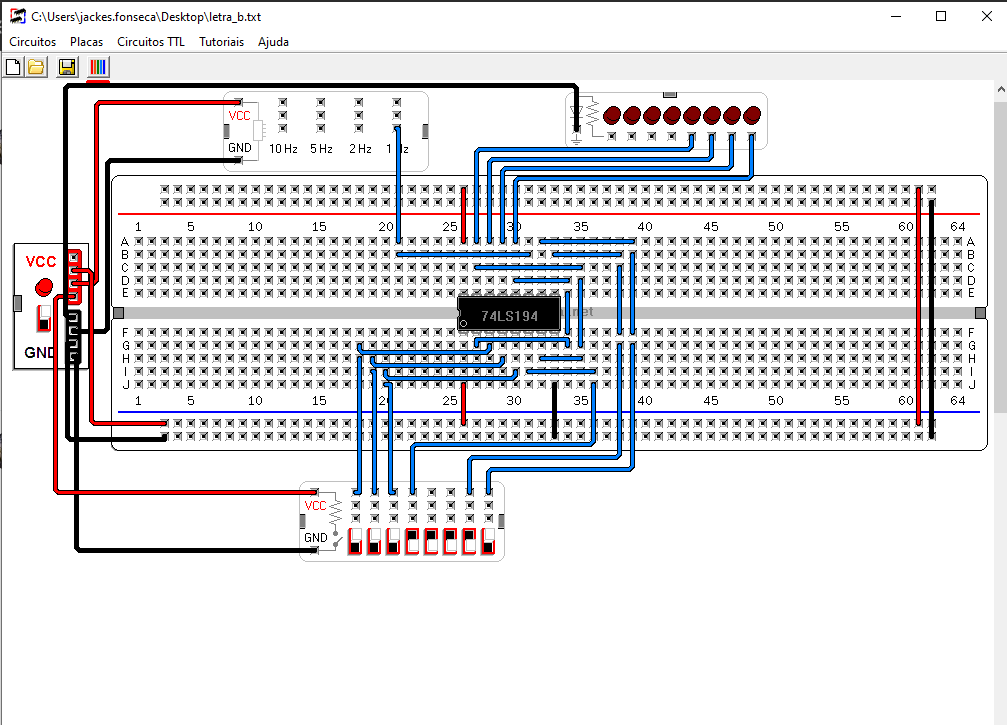 C:\Users\jackes.fonseca\Desktop\letra_b.txt
Circuitos Placas Circuitos TTL Tutoriais Ajuda
VCC
GND 10 Hz 5 Hz 2 Hz 1 Hz
1 5 10 15 20 25 30 35 40 45 50 55 60 64
A A
B B
C C
D D
E E
VCC
GND
74LS194
.net
F F
G G
H H
I I
J J
1 5 10 15 20 25 30 35 40 45 50 55 60 64
VCC
GND